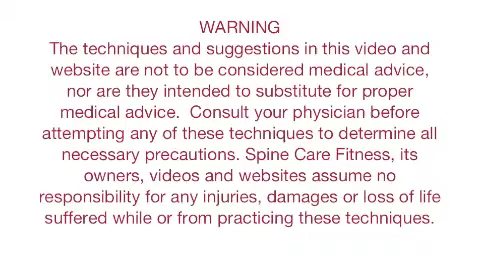 WARNING
The techniques and suggestions in this video and
website are not to be considered medical advice,
nor are they intended to substitute for proper
medical advice.  Consult your physician before
attempting any of these techniques to determine all
necessary precautions. Spine Care Fitness, its
owners, videos and websites assume no
responsibility for any injuries, damages or loss of life
suffered while or from practicing these techniques.